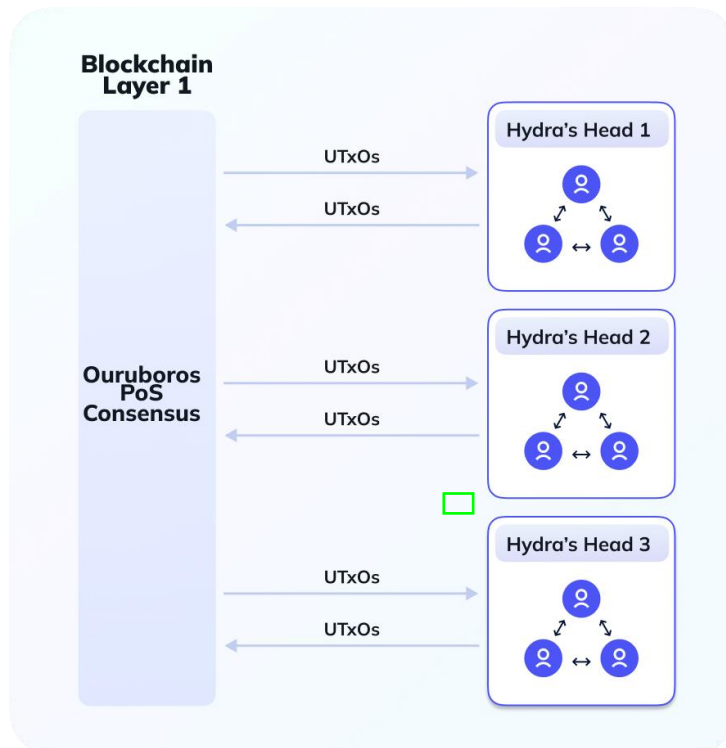 Blockchain
Layer 1
Hydra's Head 1
UTxOs
UTxOs
Ouruboros
PoS
Consensus
Hydra's Head 2
UTxOs
UTxOs
Hydra's Head 3
UTxOs
UTxOs